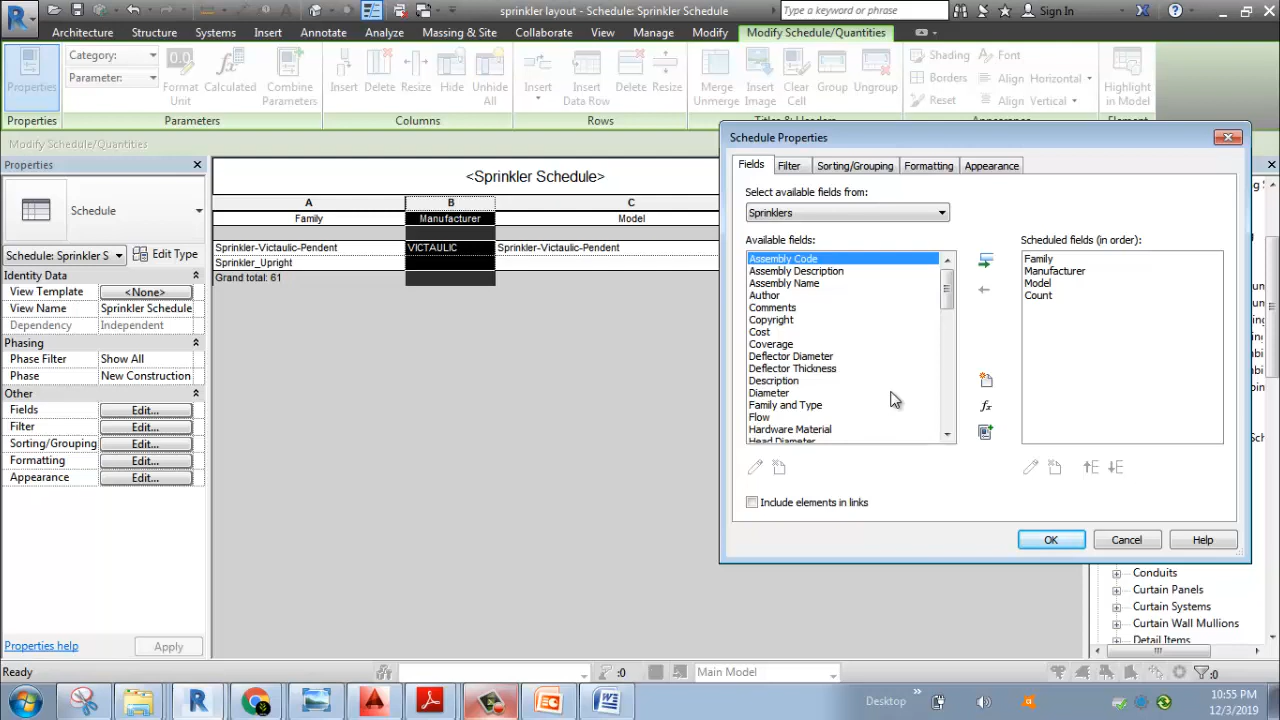 sprinkler layout - Schedule: Sprinkler Schedule
Type a keyword or phrase
Sign In
Architecture Structure Systems Insert Annotate Analyze Massing & Site Collaborate View Manage Modify Modify Schedule/Quantities
Properties
Category:
Parameter:
Format Unit
Calculated
Combine Parameters
Insert
Delete
Resize
Hide
Unhide All
Insert
Insert Data Row
Delete
Resize
Merge Unmerge
Insert Image
Clear Cell
Group
Ungroup
Shading
Borders
Reset
Font
Align Horizontal
Align Vertical
Highlight in Model
Properties
Parameters
Columns
Rows
Titles & Headers
Appearance
Element
Modify Schedule/Quantities
Properties
Schedule
Schedule: Sprinkler S
Edit Type
Identity Data
View Template <None>
View Name Sprinkler Schedule
Dependency Independent
Phasing
Phase Filter Show All
Phase New Construction
Other
Fields Edit...
Filter Edit...
Sorting/Grouping Edit...
Formatting Edit...
Appearance Edit...
Properties help
Apply
<Sprinkler Schedule>
A B C
Family Manufacturer Model
Sprinkler-Victaulic-Pendent VICTAULIC Sprinkler-Victaulic-Pendent
Sprinkler_Upright
Grand total: 61
Schedule Properties
Fields Filter Sorting/Grouping Formatting Appearance
Select available fields from:
Sprinklers
Available fields:
Assembly Code
Assembly Description
Assembly Name
Author
Comments
Copyright
Cost
Coverage
Deflector Diameter
Deflector Thickness
Description
Diameter
Family and Type
Flow
Hardware Material
Head Diameter
Scheduled fields (in order):
Family
Manufacturer
Model
Count
Include elements in links
OK
Cancel
Help
Conduits
Curtain Panels
Curtain Systems
Curtain Wall Mullions
Detail Items
Ready
:0
Main Model
:0
Desktop
10:55 PM
12/3/2019